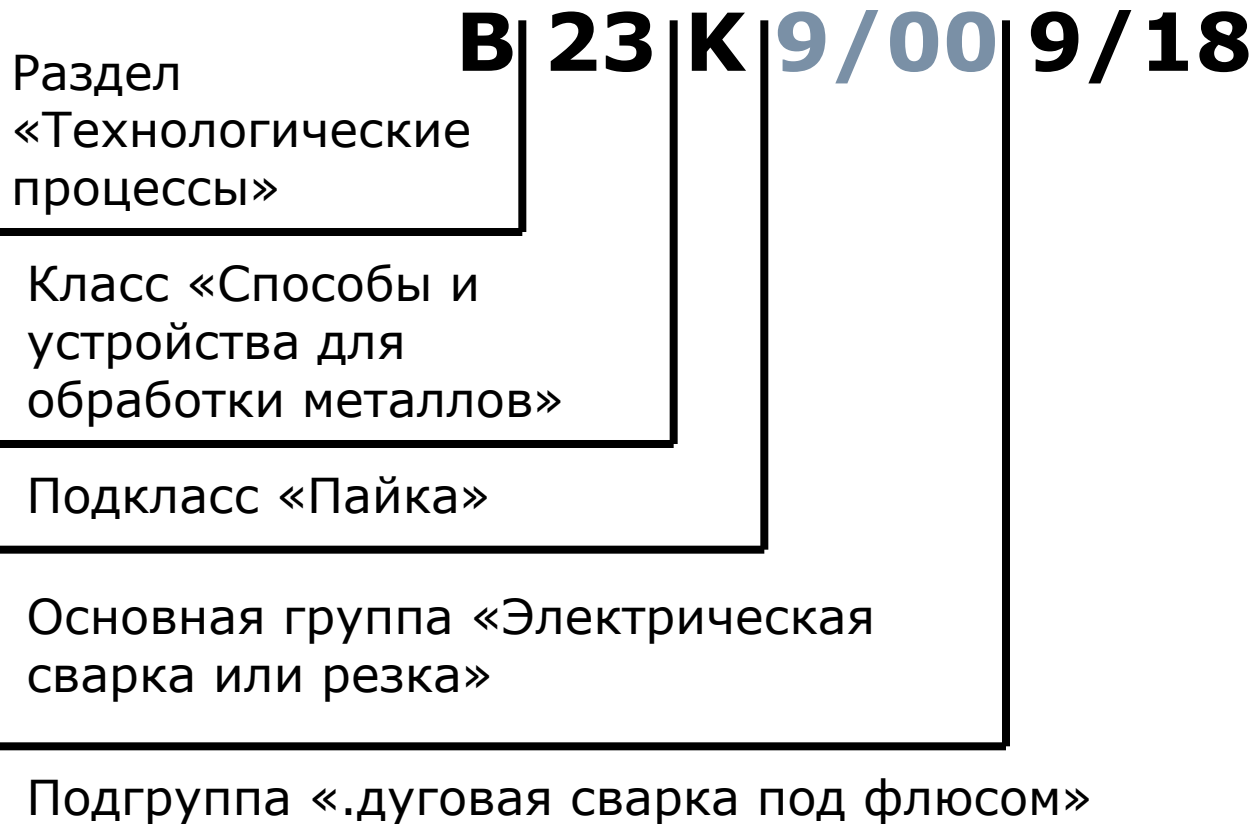 B 23 K 9/00 9/18
Раздел
«Технологические
процессы»
Класс «Способы и
устройства для
обработки металлов»
Подкласс «Пайка»
Основная группа «Электрическая
сварка или резка»
Подгруппа «.дуговая сварка под флюсом»